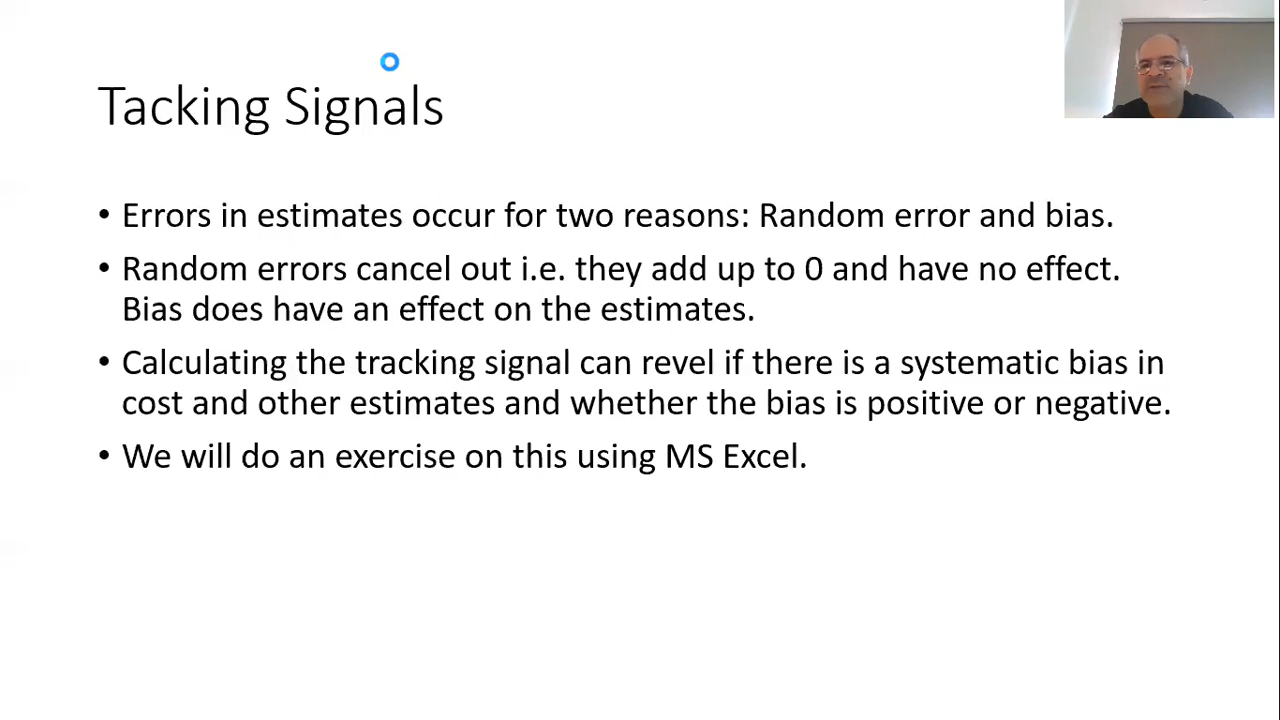 Tacking Signals
• Errors in estimates occur for two reasons: Random error and bias.
• Random errors cancel out i.e. they add up to 0 and have no effect.
Bias does have an effect on the estimates.
• Calculating the tracking signal can revel if there is a systematic bias in
cost and other estimates and whether the bias is positive or negative.
• We will do an exercise on this using MS Excel.